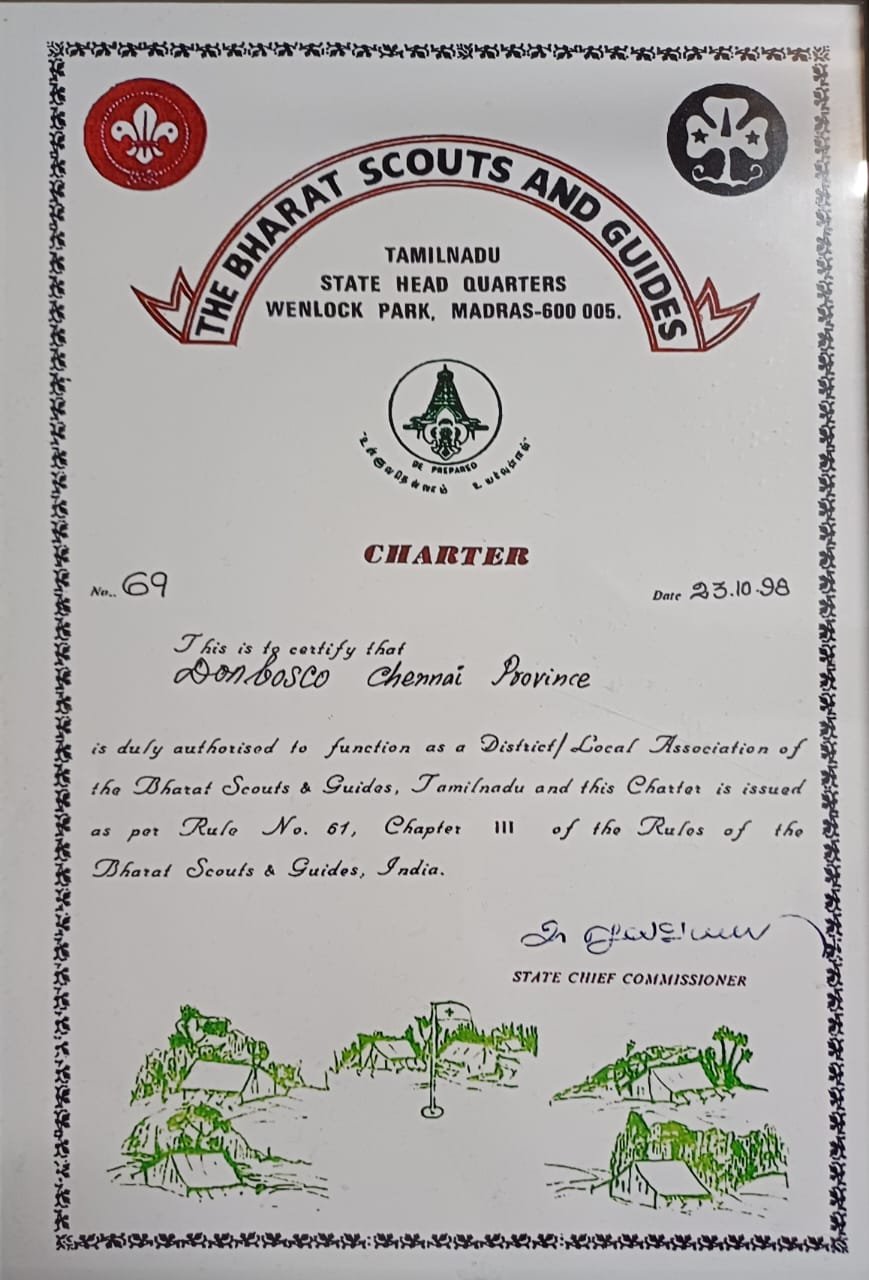 THE BHARAT SCOUTS AND GUIDES
TAMILNADU
STATE HEAD QUARTERS
WENLOCK PARK, MADRAS-600 005.
BE PREPARED
CHARTER
No.. 69
Date 23.10.98
This is to certify that
Donbosco Chennai Province
is duly authorised to function as a District/Local Association of
the Bharat Scouts & Guides, Tamilnadu and this Charter is issued
as per Rule No. 61, Chapter III of the Rules of the
Bharat Scouts & Guides, India.
STATE CHIEF COMMISSIONER